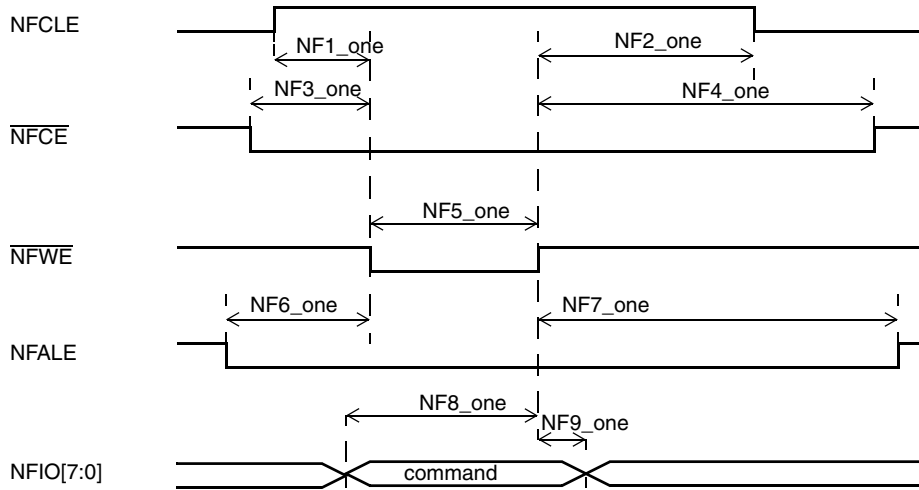 NFCLE
NF1_one
NF2_one
NF3_one
NF4_one
NFCE
NF5_one
NFWE
NF6_one
NF7_one
NFALE
NF8_one
NF9_one
NFIO[7:0]
command